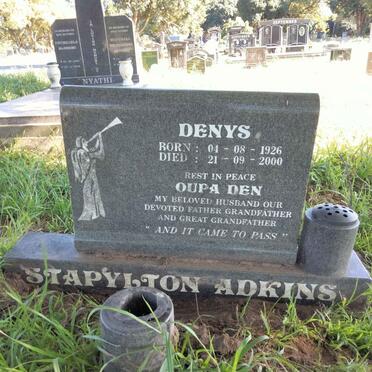 NYATHI
SEPTEMBER
DENYS
BORN : 04 - 08 - 1926
DIED : 21 - 09 - 2000
REST IN PEACE
OUPA DEN
MY BELOVED HUSBAND OUR
DEVOTED FATHER GRANDFATHER
AND GREAT GRANDFATHER
" AND IT CAME TO PASS "
STAPYLTON ADKINS